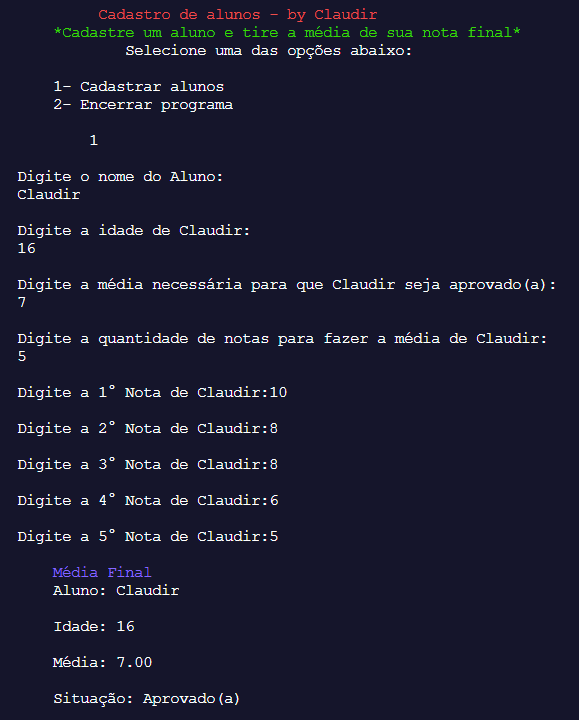 Cadastro de alunos - by Claudir
*Cadastre um aluno e tire a média de sua nota final*
Selecione uma das opções abaixo:
1- Cadastrar alunos
2- Encerrar programa
1
Digite o nome do Aluno:
Claudir
Digite a idade de Claudir:
16
Digite a média necessária para que Claudir seja aprovado(a):
7
Digite a quantidade de notas para fazer a média de Claudir:
5
Digite a 1° Nota de Claudir:10
Digite a 2° Nota de Claudir:8
Digite a 3° Nota de Claudir:8
Digite a 4° Nota de Claudir:6
Digite a 5° Nota de Claudir:5
Média Final
Aluno: Claudir
Idade: 16
Média: 7.00
Situação: Aprovado(a)